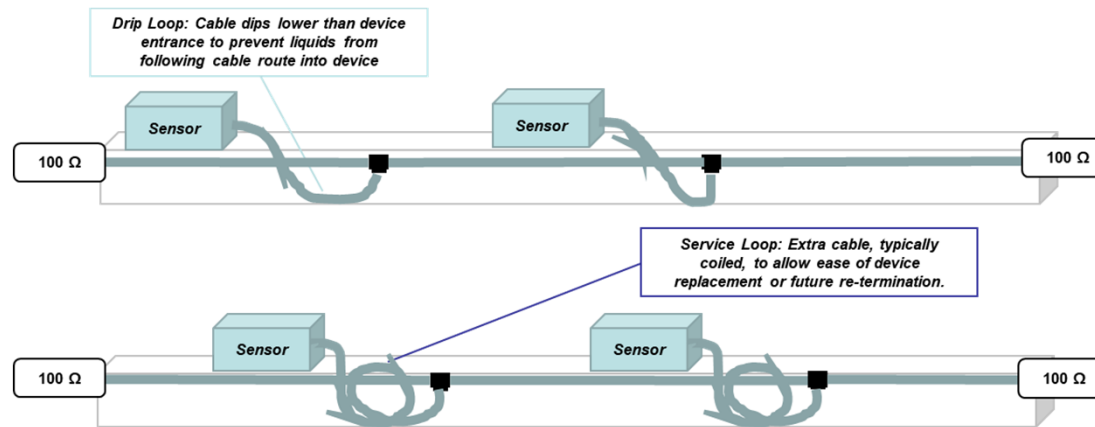 Drip Loop: Cable dips lower than device
entrance to prevent liquids from
following cable route into device
Sensor
Sensor
100 Ω
100 Ω
Service Loop: Extra cable, typically
coiled, to allow ease of device
replacement or future re-termination.
Sensor
Sensor
100 Ω
100 Ω